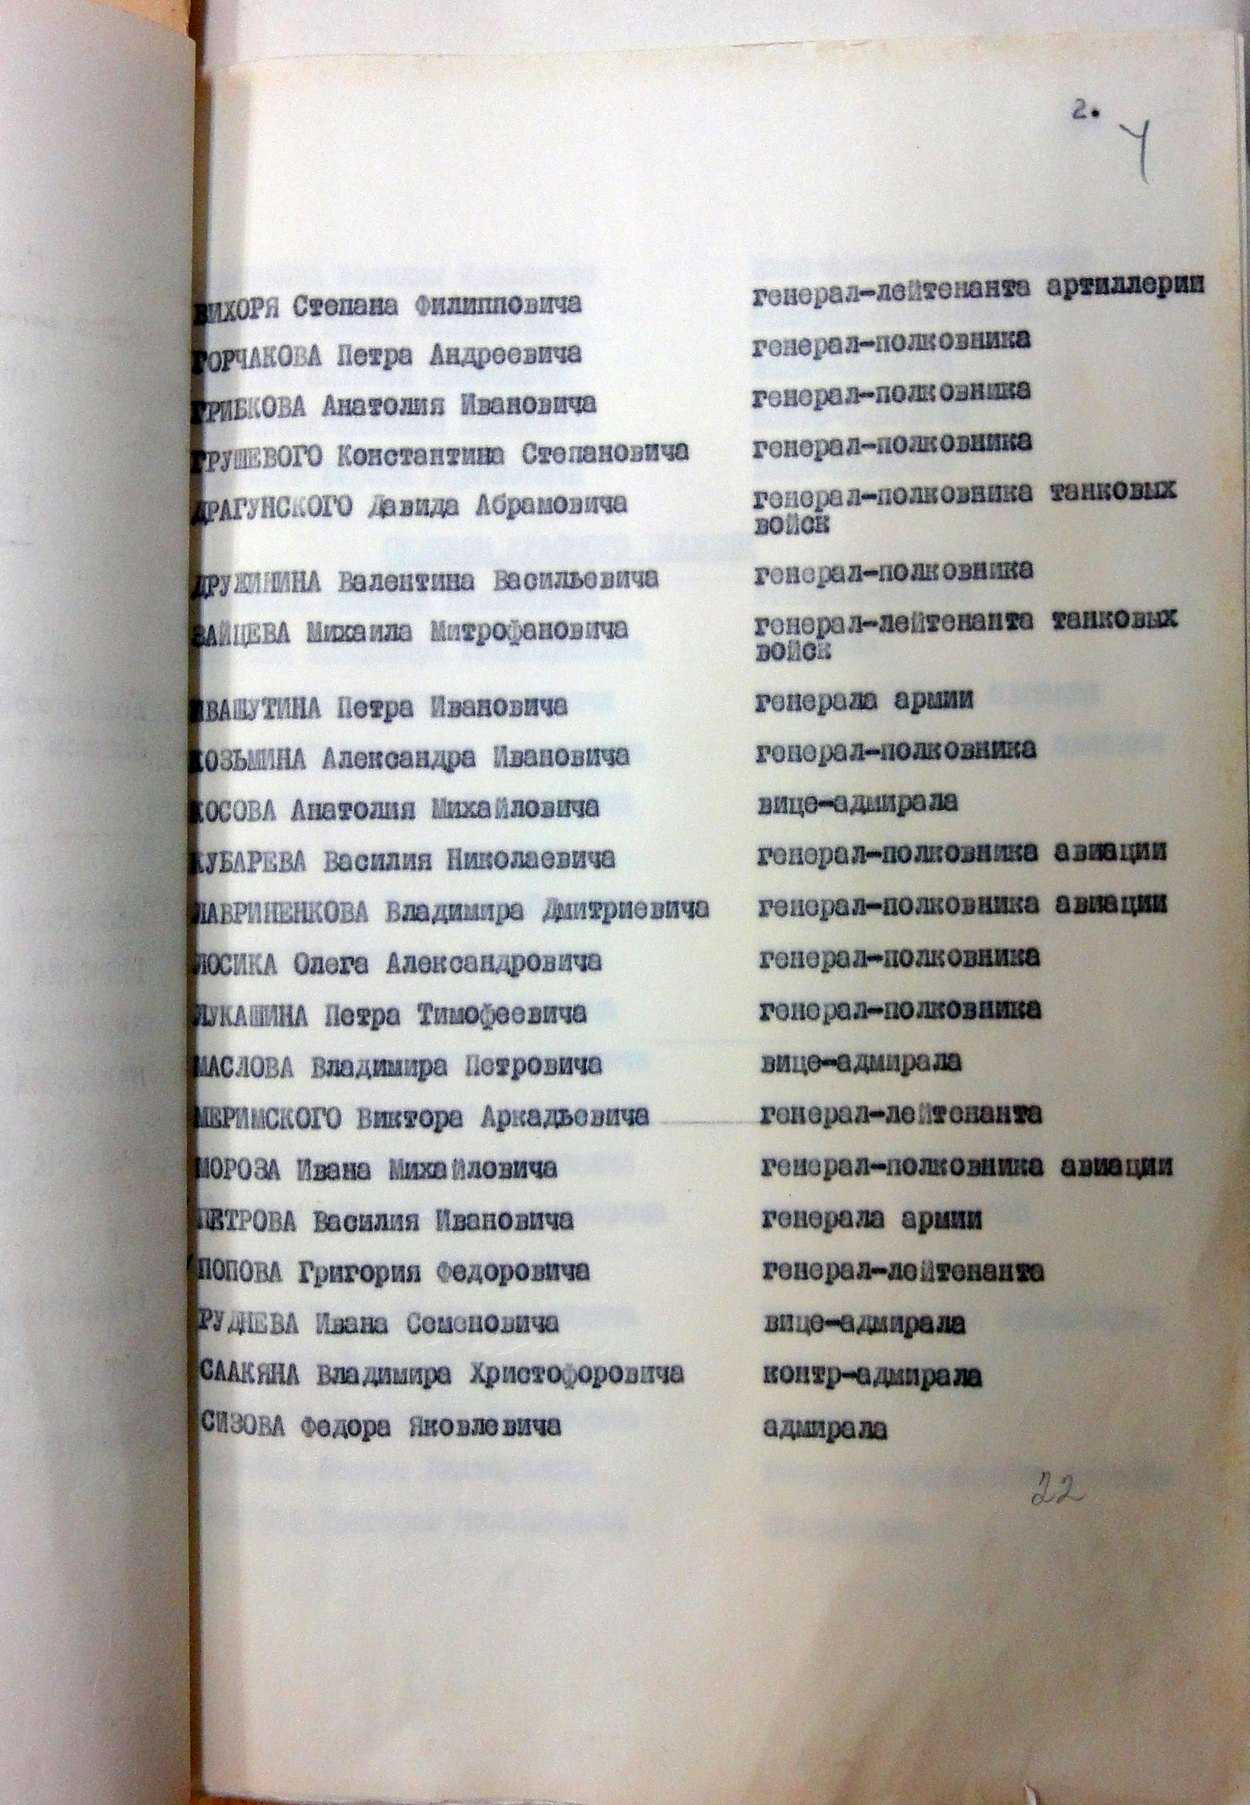 2.
4
ВИХОРЯ Степана Филипповича генерал-лейтенанта артиллерии
ГОРЧАКОВА Петра Андреевича генерал-полковника
ГРИБКОВА Анатолия Ивановича генерал-полковника
ГРУШЕВОГО Константина Степановича генерал-полковника
ДРАГУНСКОГО Давида Абрамовича генерал-полковника танковых
войск
ДРУЖИНИНА Валентина Васильевича генерал-полковника
ЗАЙЦЕВА Михаила Митрофановича генерал-лейтенанта танковых
войск
ИВАШУТИНА Петра Ивановича генерала армии
КОЗЬМИНА Александра Ивановича генерал-полковника
КОСОВА Анатолия Михайловича вице-адмирала
КУБАРЕВА Василия Николаевича генерал-полковника авиации
ЛАВРИНЕНКОВА Владимира Дмитриевича генерал-полковника авиации
ЛОСИКА Олега Александровича генерал-полковника
ЛУКАШИНА Петра Тимофеевича генерал-полковника
МАСЛОВА Владимира Петровича вице-адмирала
МЕРИМСКОГО Виктора Аркадьевича генерал-лейтенанта
МОРОЗА Ивана Михайловича генерал-полковника авиации
ПЕТРОВА Василия Ивановича генерала армии
ПОПОВА Григория Федоровича генерал-лейтенанта
РУДНЕВА Ивана Семеновича вице-адмирала
СААКЯНА Владимира Христофоровича контр-адмирала
СИЗОВА Федора Яковлевича адмирала
22